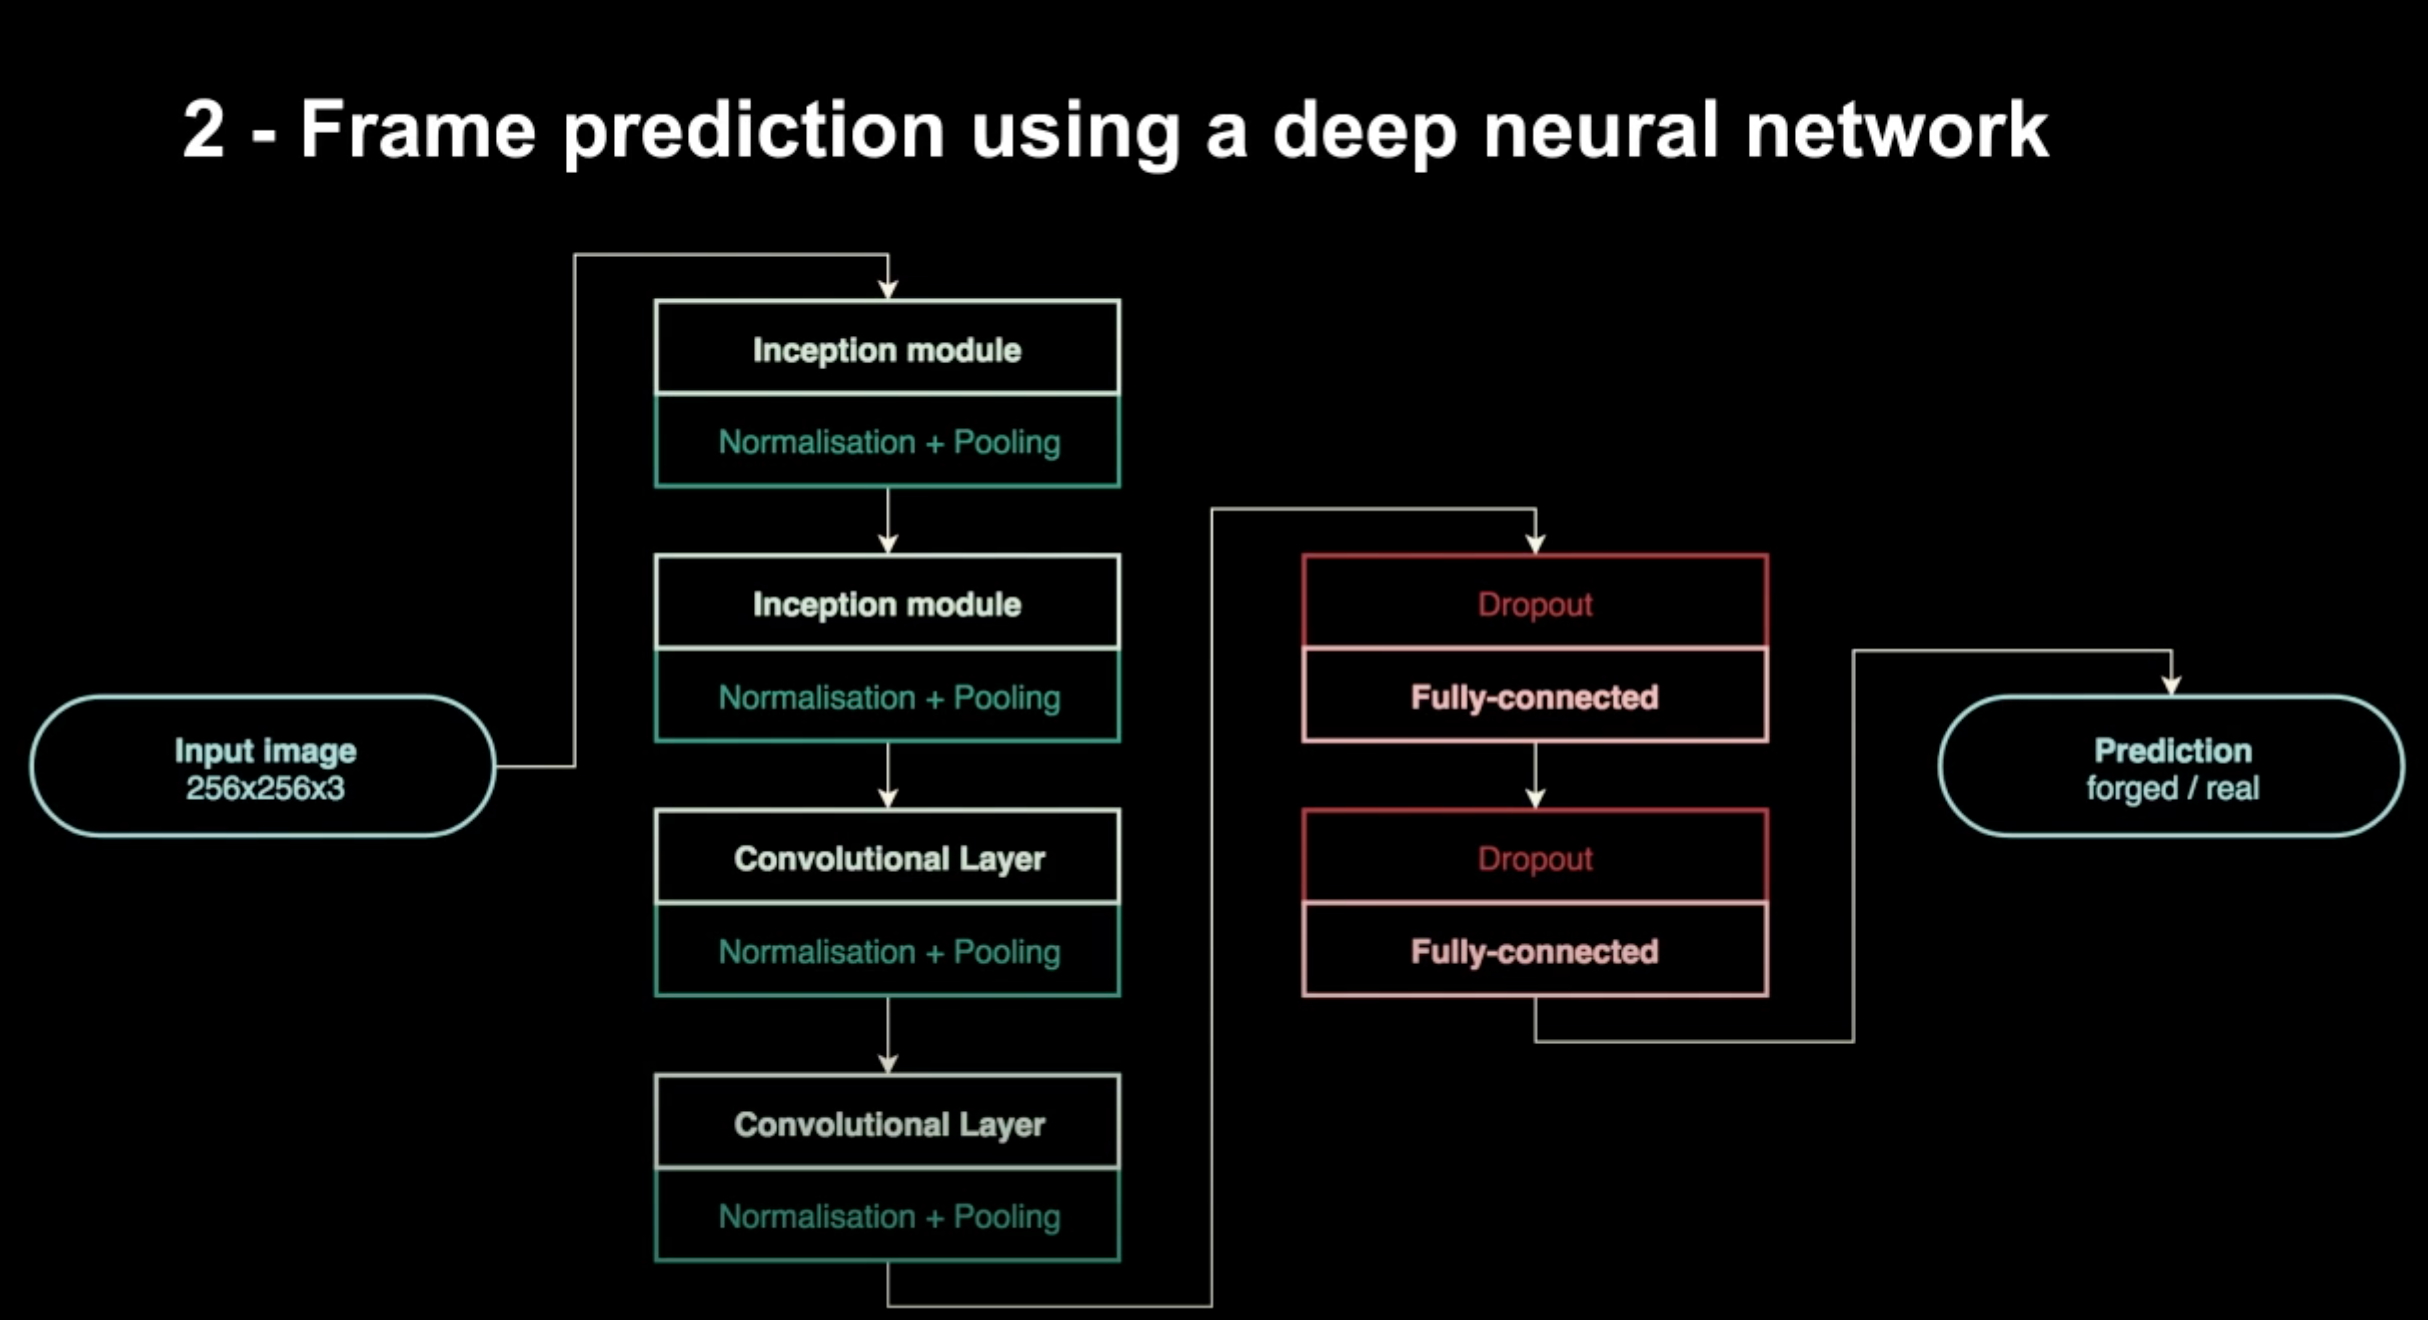 2 - Frame prediction using a deep neural network
Input image
256x256x3
Inception module
Normalisation + Pooling
Inception module
Normalisation + Pooling
Convolutional Layer
Normalisation + Pooling
Convolutional Layer
Normalisation + Pooling
Dropout
Fully-connected
Dropout
Fully-connected
Prediction
forged / real